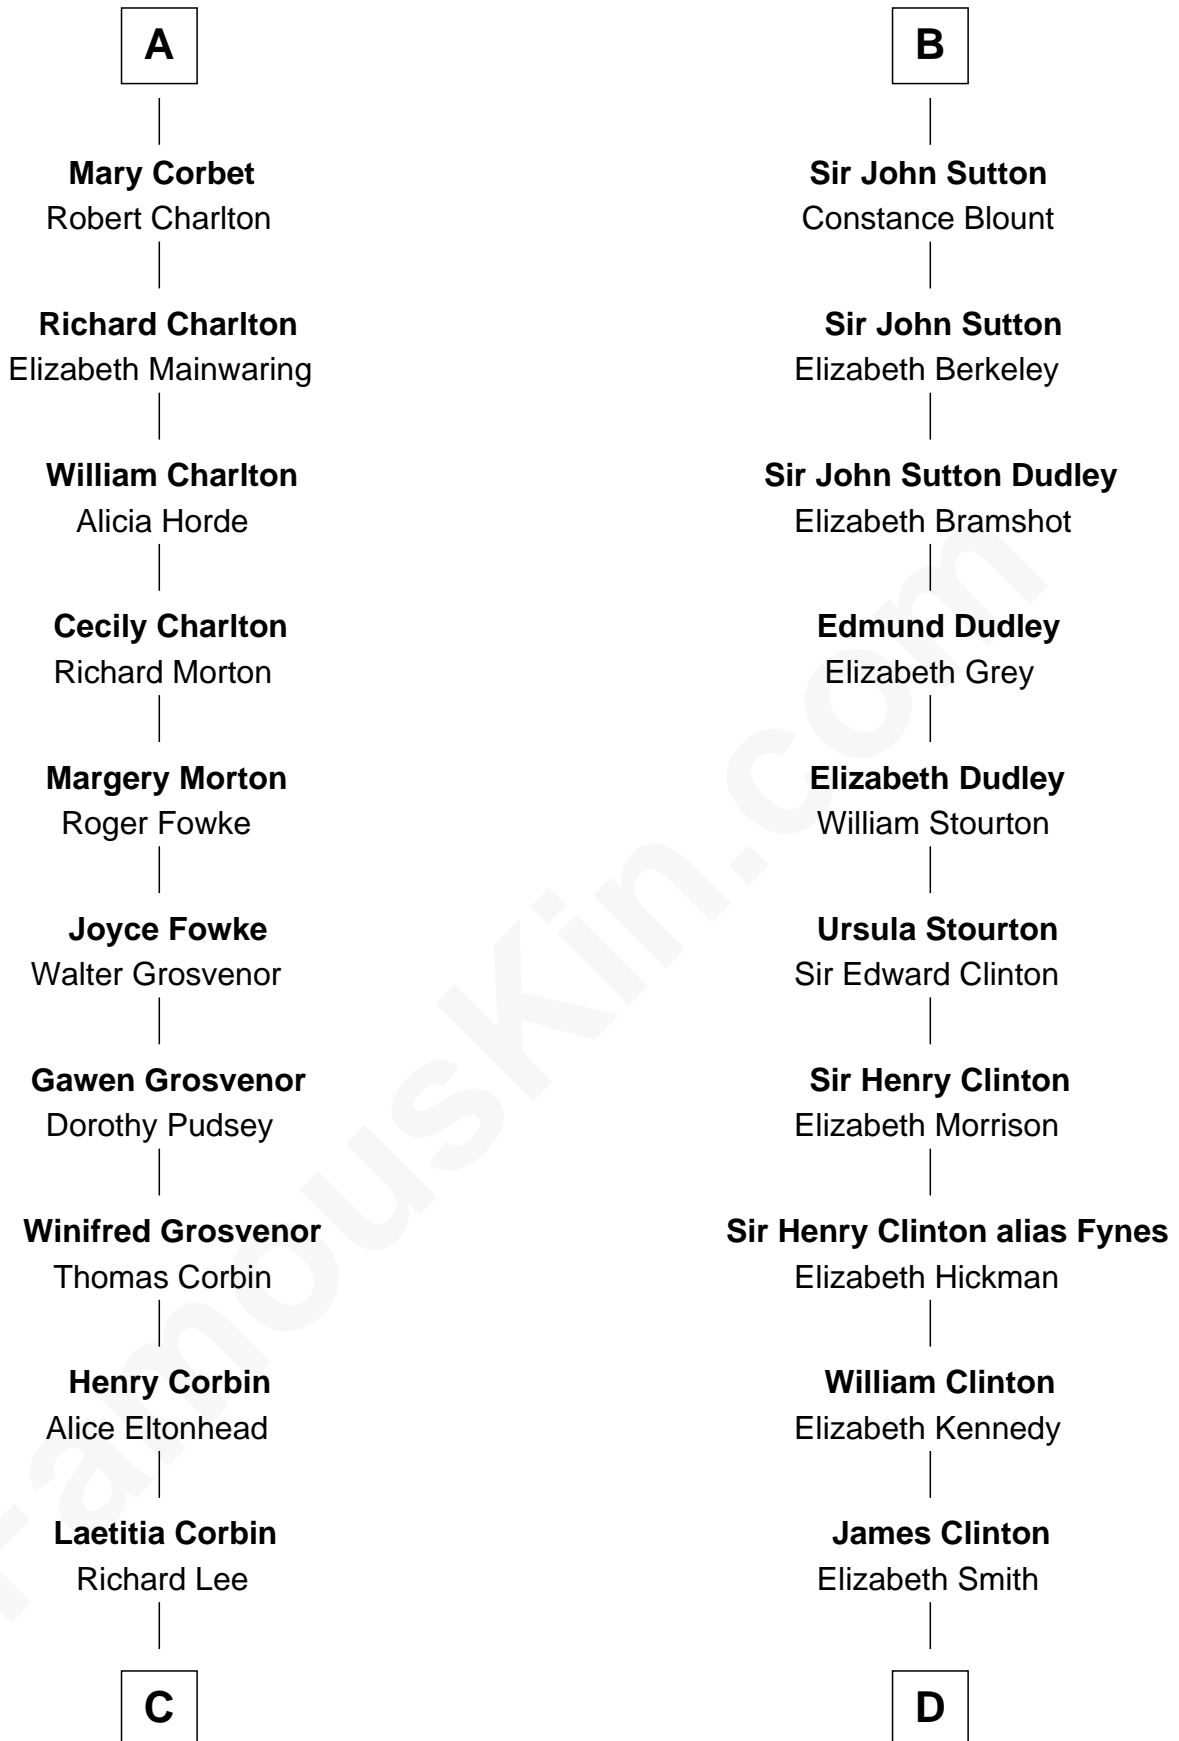 A
Mary Corbet
Robert Charlton
Richard Charlton
Elizabeth Mainwaring
William Charlton
Alicia Horde
Cecily Charlton
Richard Morton
Margery Morton
Roger Fowke
Joyce Fowke
Walter Grosvenor
Gawen Grosvenor
Dorothy Pudsey
Winifred Grosvenor
Thomas Corbin
Henry Corbin
Alice Eltonhead
Laetitia Corbin
Richard Lee
C
B
Sir John Sutton
Constance Blount
Sir John Sutton
Elizabeth Berkeley
Sir John Sutton Dudley
Elizabeth Bramshot
Edmund Dudley
Elizabeth Grey
Elizabeth Dudley
William Stourton
Ursula Stourton
Sir Edward Clinton
Sir Henry Clinton
Elizabeth Morrison
Sir Henry Clinton alias Fynes
Elizabeth Hickman
William Clinton
Elizabeth Kennedy
James Clinton
Elizabeth Smith
D
FamousKin.com